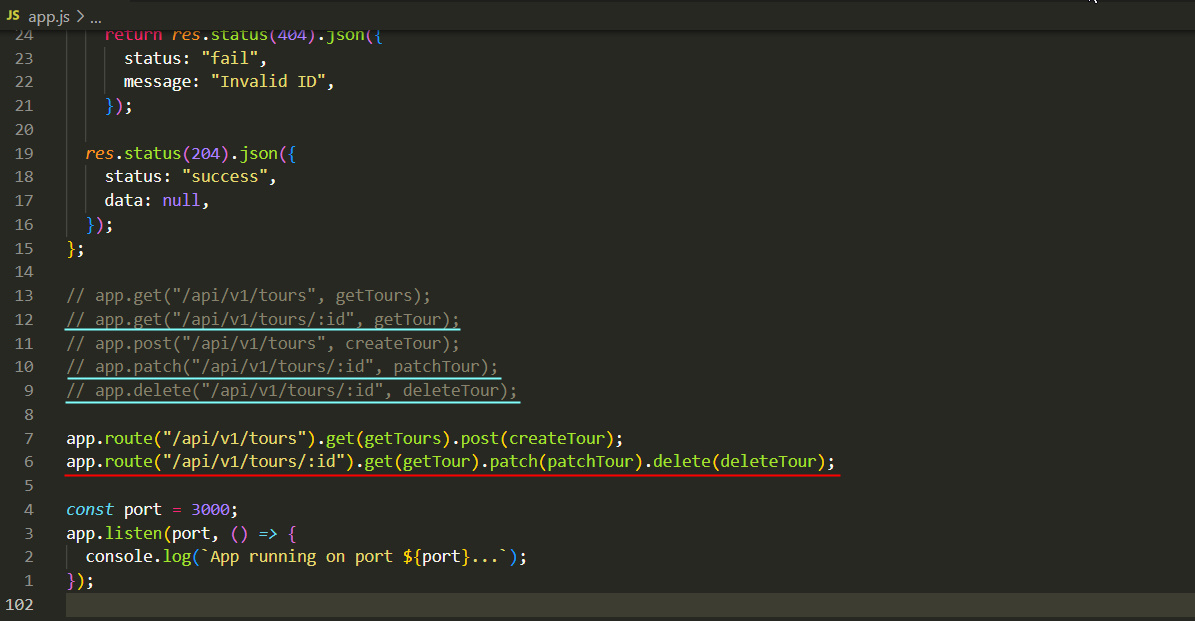 JS app.js > ...
24 return res.status(404).json({
23 status: "fail",
22 message: "Invalid ID",
21 });
20
19 res.status(204).json({
18 status: "success",
17 data: null,
16 });
15 };
14
13 // app.get("/api/v1/tours", getTours);
12 // app.get("/api/v1/tours/:id", getTour);
11 // app.post("/api/v1/tours", createTour);
10 // app.patch("/api/v1/tours/:id", patchTour);
9 // app.delete("/api/v1/tours/:id", deleteTour);
8
7 app.route("/api/v1/tours").get(getTours).post(createTour);
6 app.route("/api/v1/tours/:id").get(getTour).patch(patchTour).delete(deleteTour);
5
4 const port = 3000;
3 app.listen(port, () => {
2 console.log(`App running on port ${port}...`);
1 });
102